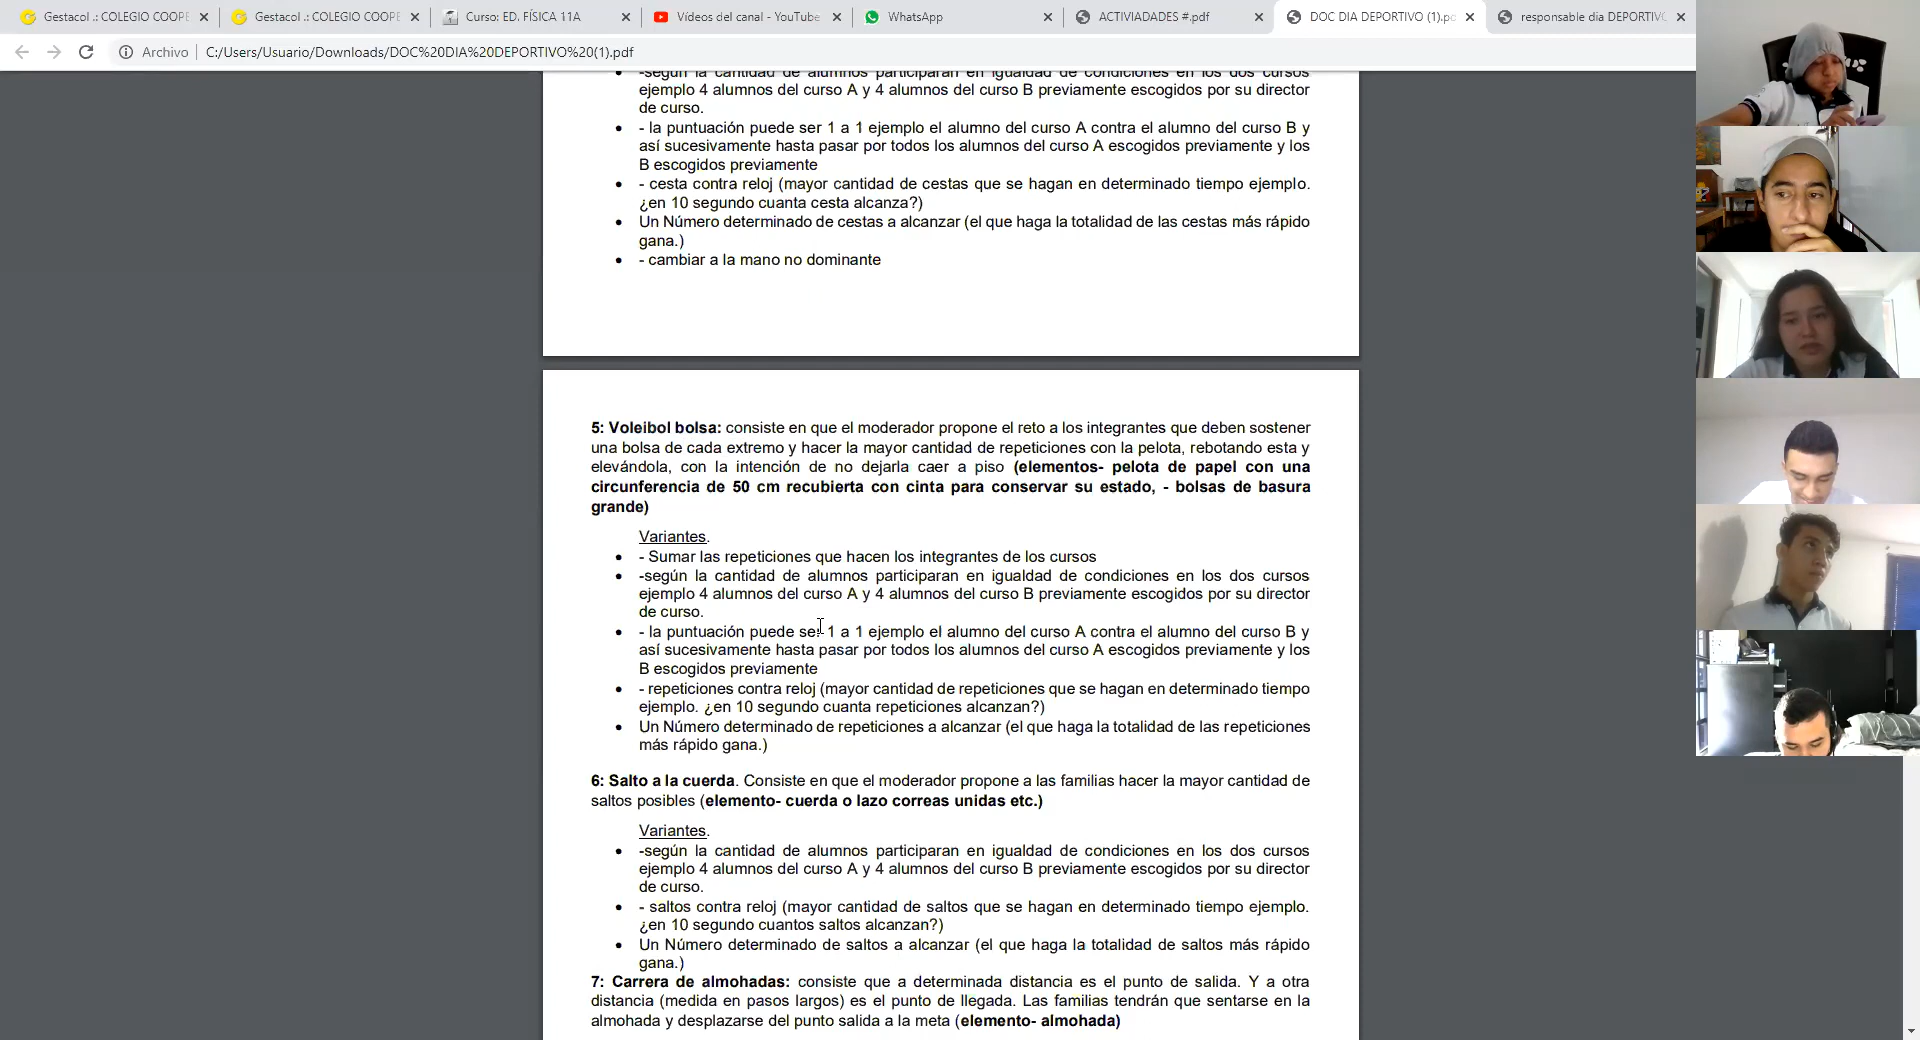 Gestacol .: COLEGIO COOPE
Gestacol .: COLEGIO COOPE
Curso: ED. FÍSICA 11A
Vídeos del canal - YouTube
WhatsApp
ACTIVIADADES #.pdf
DOC DIA DEPORTIVO (1).pd
responsable dia DEPORTIVO
Archivo
C:/Users/Usuario/Downloads/DOC%20DIA%20DEPORTIVO%20(1).pdf
• -según la cantidad de alumnos participaran en igualdad de condiciones en los dos cursos
ejemplo 4 alumnos del curso A y 4 alumnos del curso B previamente escogidos por su director
de curso.
• - la puntuación puede ser 1 a 1 ejemplo el alumno del curso A contra el alumno del curso B y
así sucesivamente hasta pasar por todos los alumnos del curso A escogidos previamente y los
B escogidos previamente
• - cesta contra reloj (mayor cantidad de cestas que se hagan en determinado tiempo ejemplo.
¿en 10 segundo cuanta cesta alcanza?)
• Un Número determinado de cestas a alcanzar (el que haga la totalidad de las cestas más rápido
gana.)
• - cambiar a la mano no dominante
5: Voleibol bolsa: consiste en que el moderador propone el reto a los integrantes que deben sostener
una bolsa de cada extremo y hacer la mayor cantidad de repeticiones con la pelota, rebotando esta y
elevándola, con la intención de no dejarla caer a piso (elementos- pelota de papel con una
circunferencia de 50 cm recubierta con cinta para conservar su estado, - bolsas de basura
grande)
Variantes.
• - Sumar las repeticiones que hacen los integrantes de los cursos
• -según la cantidad de alumnos participaran en igualdad de condiciones en los dos cursos
ejemplo 4 alumnos del curso A y 4 alumnos del curso B previamente escogidos por su director
de curso.
• - la puntuación puede ser 1 a 1 ejemplo el alumno del curso A contra el alumno del curso B y
así sucesivamente hasta pasar por todos los alumnos del curso A escogidos previamente y los
B escogidos previamente
• - repeticiones contra reloj (mayor cantidad de repeticiones que se hagan en determinado tiempo
ejemplo. ¿en 10 segundo cuanta repeticiones alcanzan?)
• Un Número determinado de repeticiones a alcanzar (el que haga la totalidad de las repeticiones
más rápido gana.)
6: Salto a la cuerda. Consiste en que el moderador propone a las familias hacer la mayor cantidad de
saltos posibles (elemento- cuerda o lazo correas unidas etc.)
Variantes.
• -según la cantidad de alumnos participaran en igualdad de condiciones en los dos cursos
ejemplo 4 alumnos del curso A y 4 alumnos del curso B previamente escogidos por su director
de curso.
• - saltos contra reloj (mayor cantidad de saltos que se hagan en determinado tiempo ejemplo.
¿en 10 segundo cuantos saltos alcanzan?)
• Un Número determinado de saltos a alcanzar (el que haga la totalidad de saltos más rápido
gana.)
7: Carrera de almohadas: consiste que a determinada distancia es el punto de salida. Y a otra
distancia (medida en pasos largos) es el punto de llegada. Las familias tendrán que sentarse en la
almohada y desplazarse del punto salida a la meta (elemento- almohada)